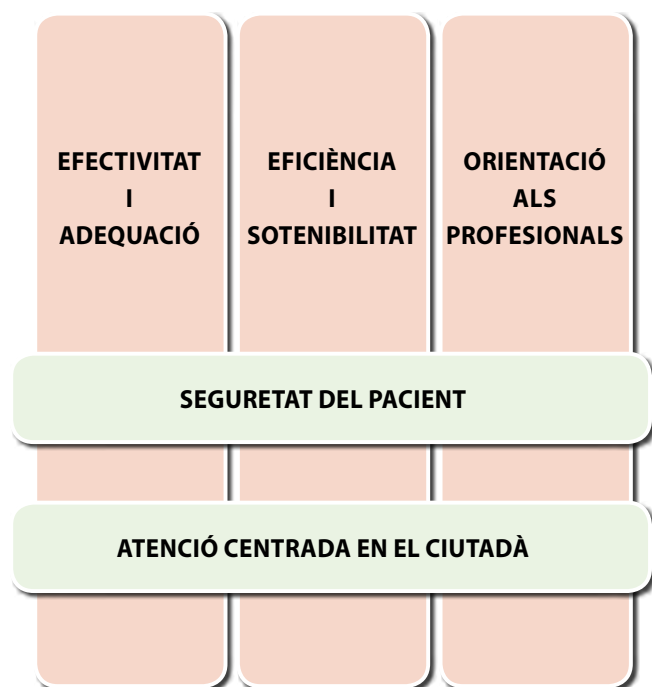 EFECTIVITAT
I
ADEQUACIÓ
EFICIÈNCIA
I
SOTENIBILITAT
ORIENTACIÓ
ALS
PROFESIONALS
SEGURETAT DEL PACIENT
ATENCIÓ CENTRADA EN EL CIUTADÀ